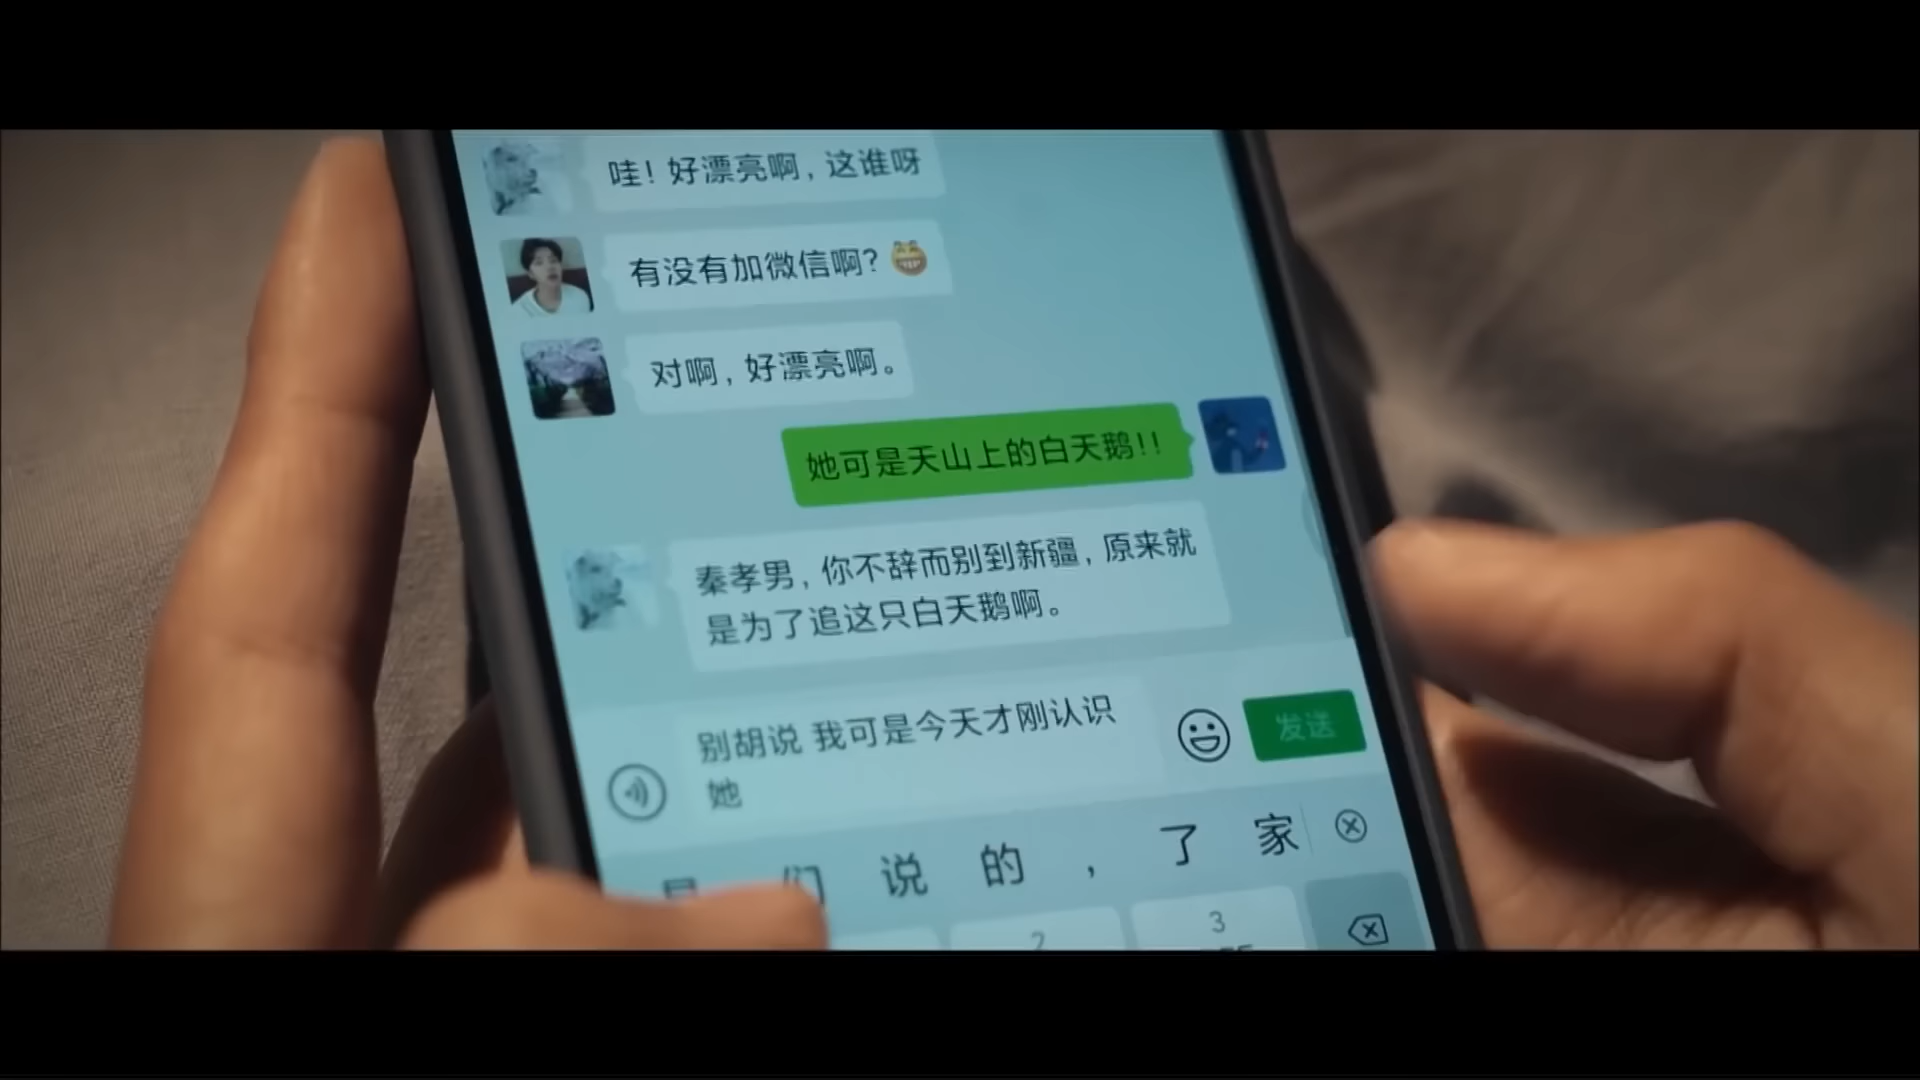 哇！好漂亮啊，这谁呀
有没有加微信啊？
对啊，好漂亮啊。
她可是天山上的白天鹅！！
秦孝男，你不辞而别到新疆，原来就
是为了追这只白天鹅啊。
别胡说 我可是今天才刚认识
她
发送
们 说 的 ， 了 家
2
3